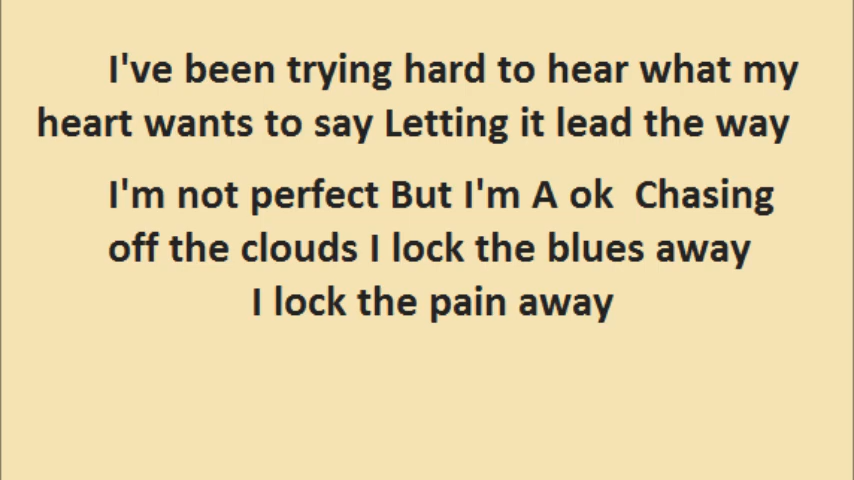 I've been trying hard to hear what my
heart wants to say Letting it lead the way
I'm not perfect But I'm A ok  Chasing
off the clouds I lock the blues away
I lock the pain away